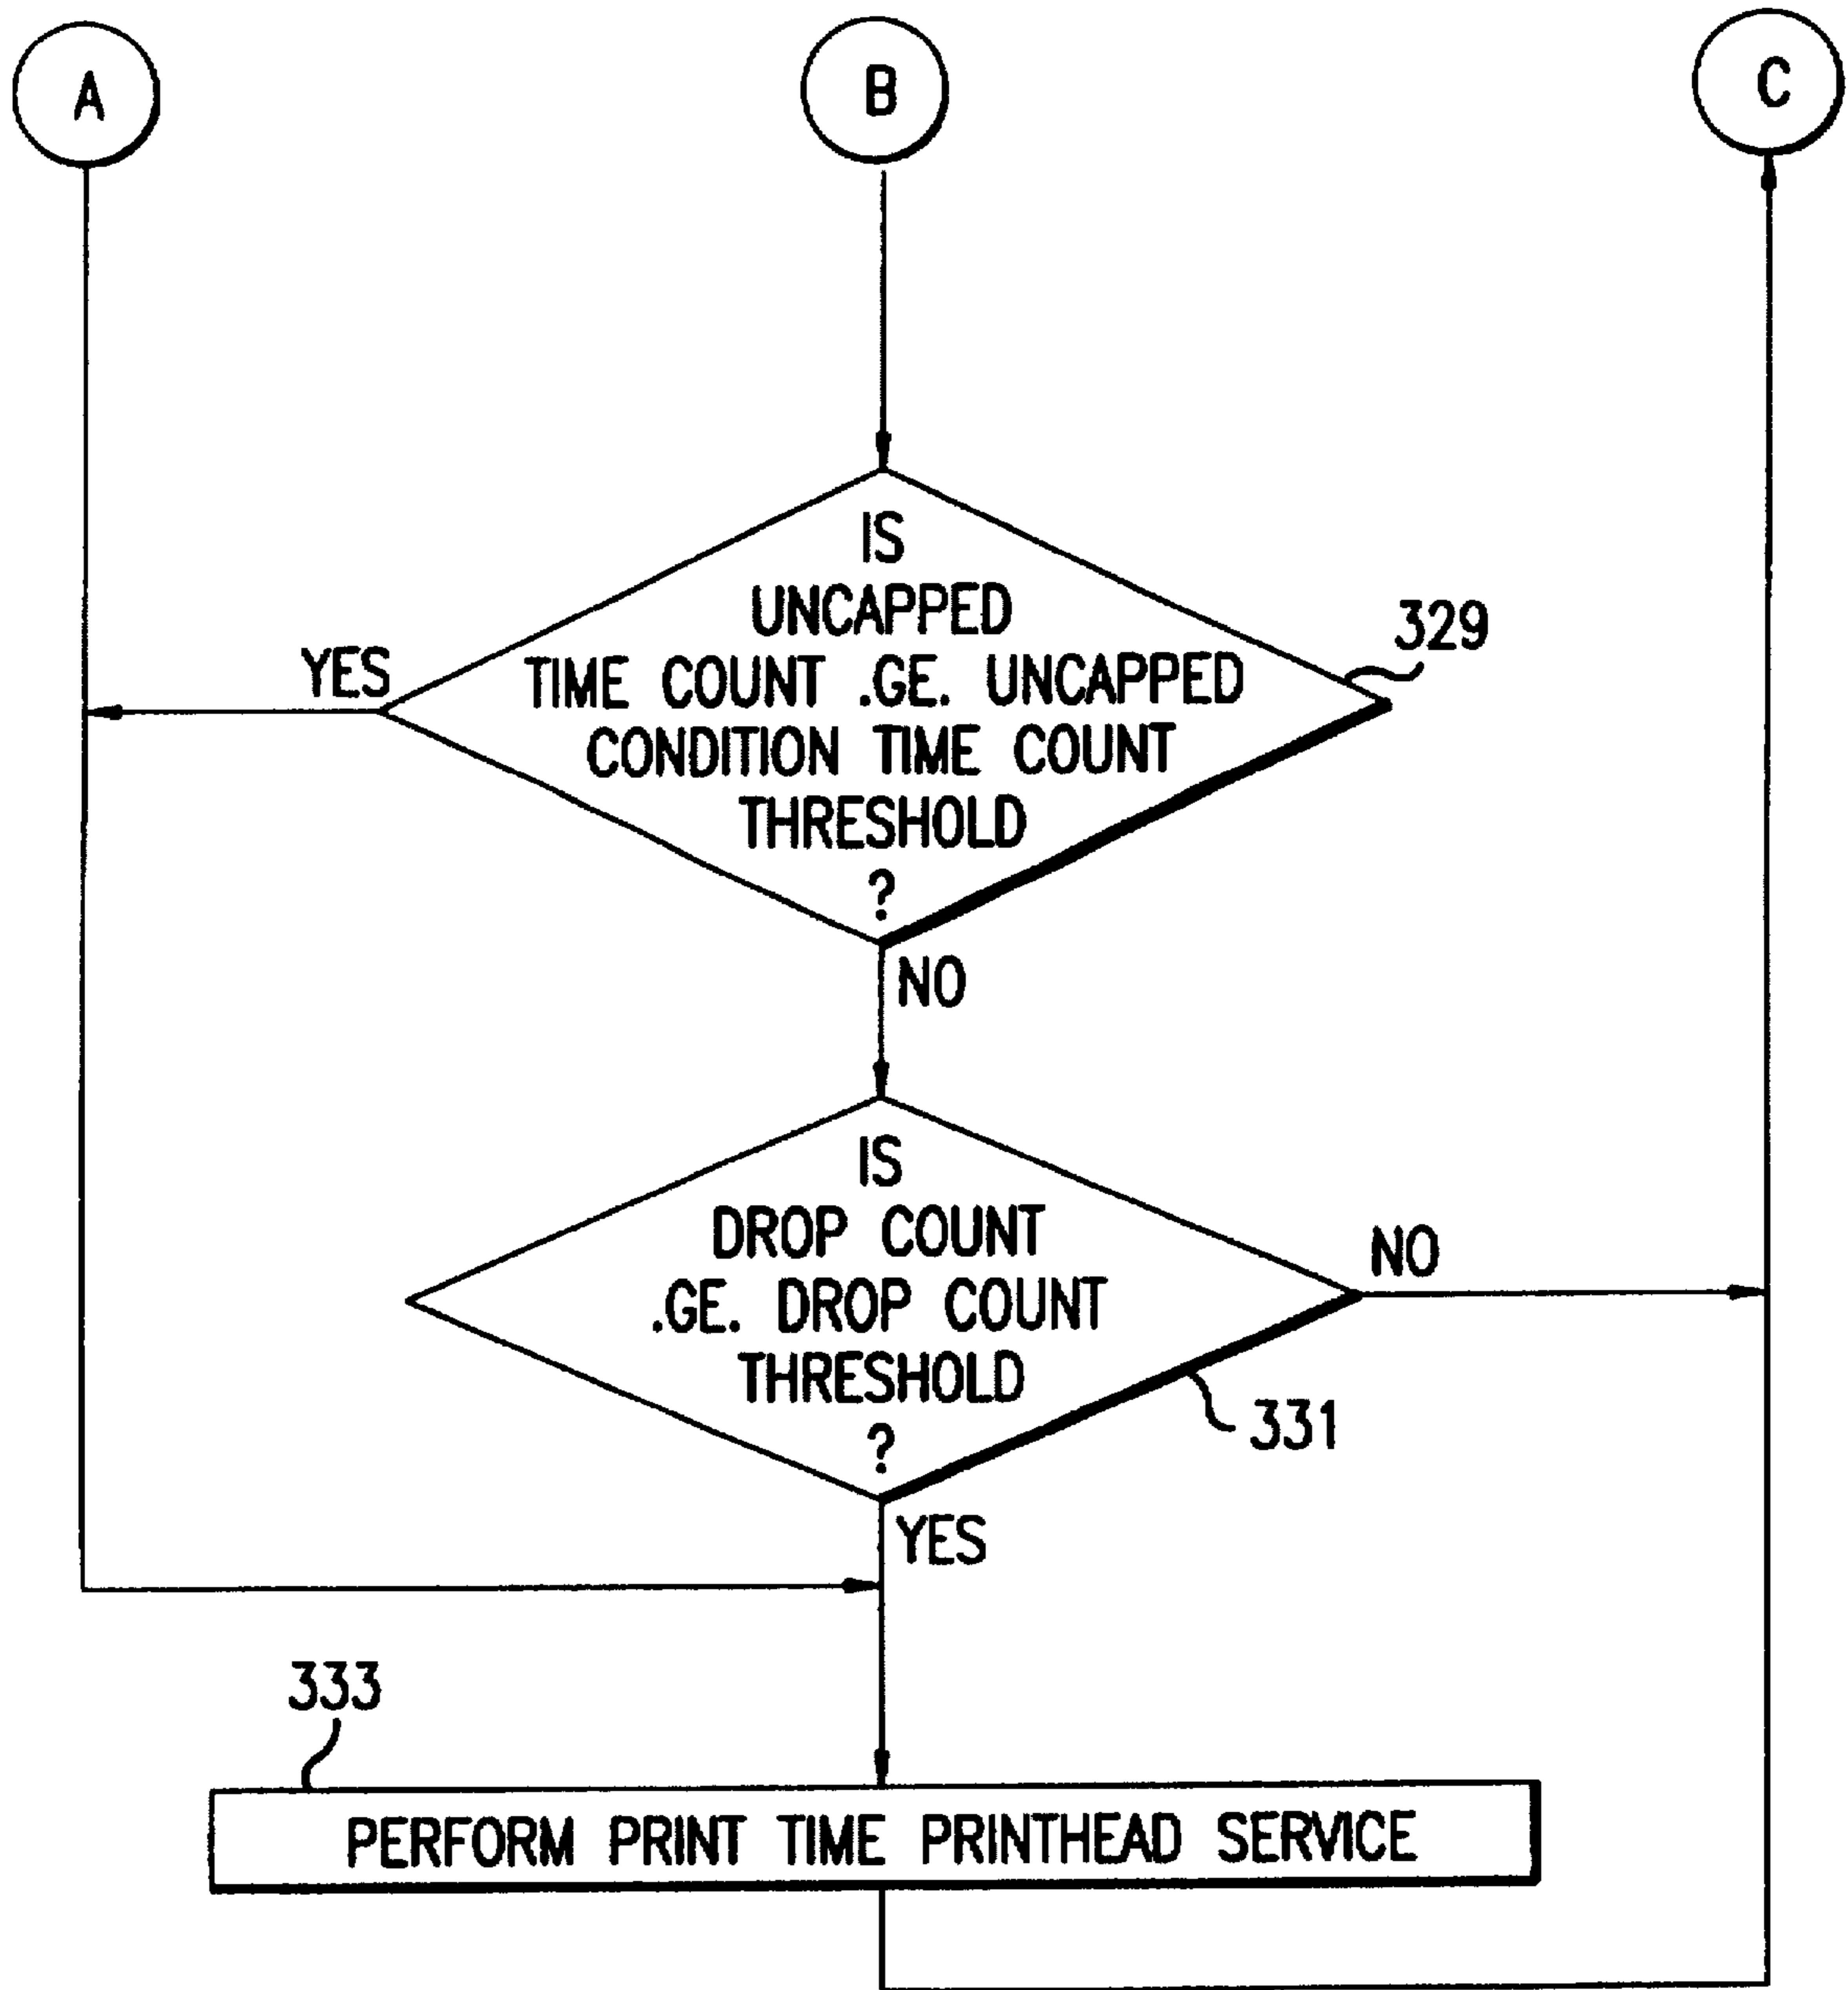 A
B
C
IS
UNCAPPED
TIME COUNT .GE. UNCAPPED
CONDITION TIME COUNT
THRESHOLD
?
329
YES
NO
IS
DROP COUNT
.GE. DROP COUNT
THRESHOLD
?
NO
331
YES
333
PERFORM PRINT TIME PRINTHEAD SERVICE